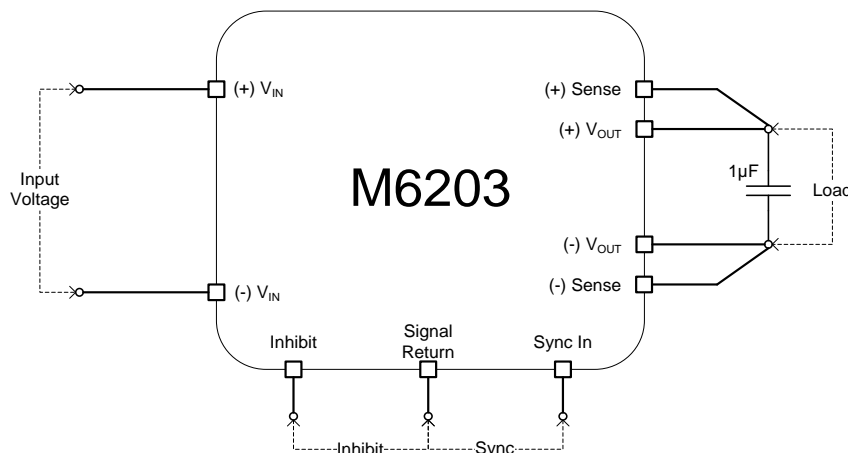 (+) VIN
(+) Sense
(+) VOUT
Input
Voltage
M6203
1µF
Load
(-) VOUT
(-) VIN
(-) Sense
Inhibit
Signal
Return
Sync In
Inhibit
Sync